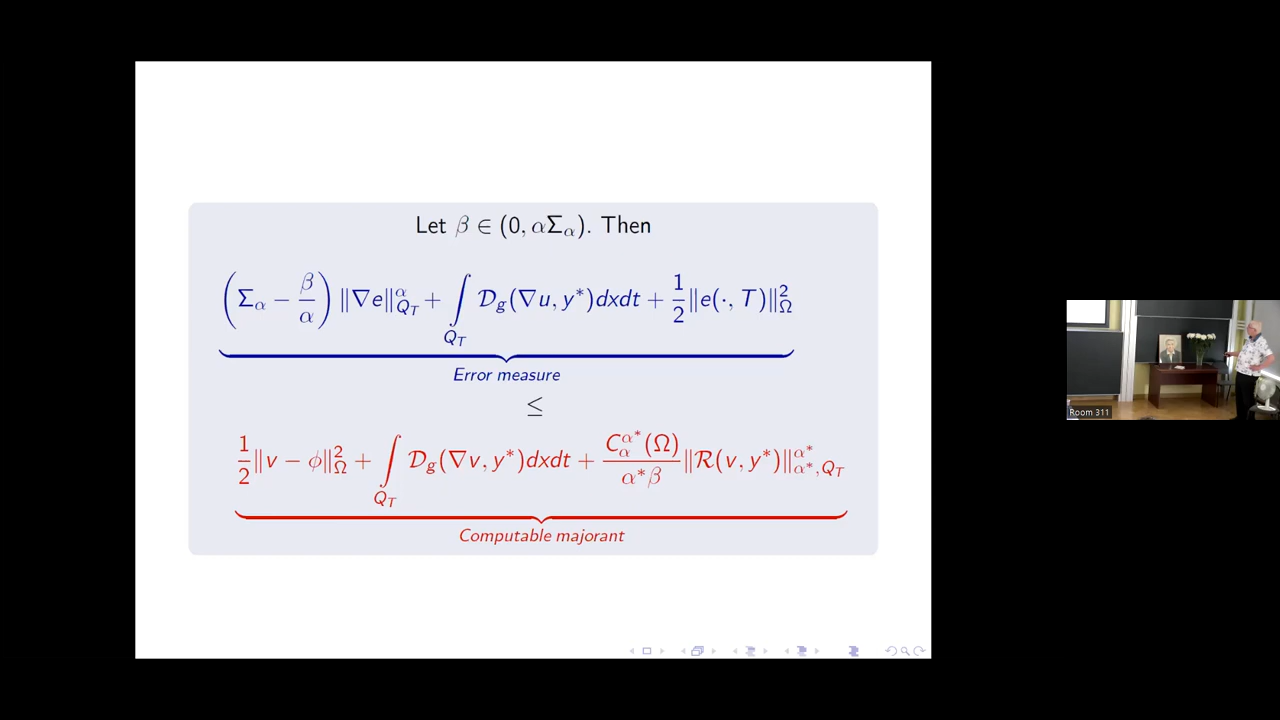 Let β ∈ (0, αΣ_α). Then
(Σ_α − β/α) ‖∇e‖^α_{Q_T} + ∫_{Q_T} 𝒟_g(∇u, y*)dxdt + 1/2 ‖e(·, T)‖²_Ω
Error measure
≤
1/2 ‖v − ϕ‖²_Ω + ∫_{Q_T} 𝒟_g(∇v, y*)dxdt + C_α^{α*}(Ω)/(α*β) ‖ℛ(v, y*)‖^{α*}_{α*,Q_T}
Computable majorant
Room 311